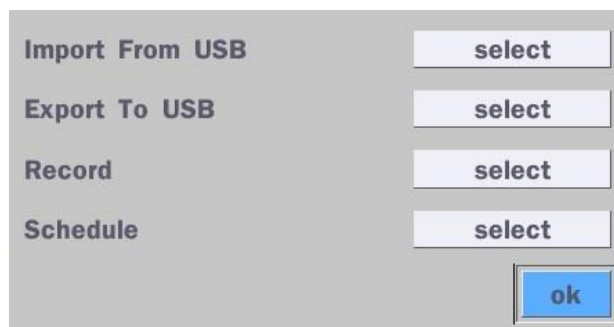 Import From USB select
Export To USB select
Record select
Schedule select
ok